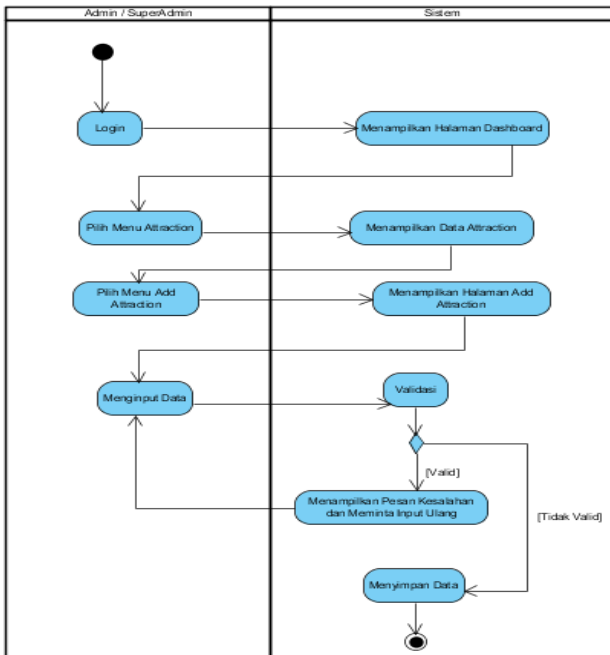 Admin / SuperAdmin
Sistem
Login
Menampilkan Halaman Dashboard
Pilih Menu Attraction
Menampilkan Data Attraction
Pilih Menu Add
Attraction
Menampilkan Halaman Add
Attraction
Menginput Data
Validasi
[Valid]
Menampilkan Pesan Kesalahan
dan Meminta Input Ulang
[Tidak Valid]
Menyimpan Data